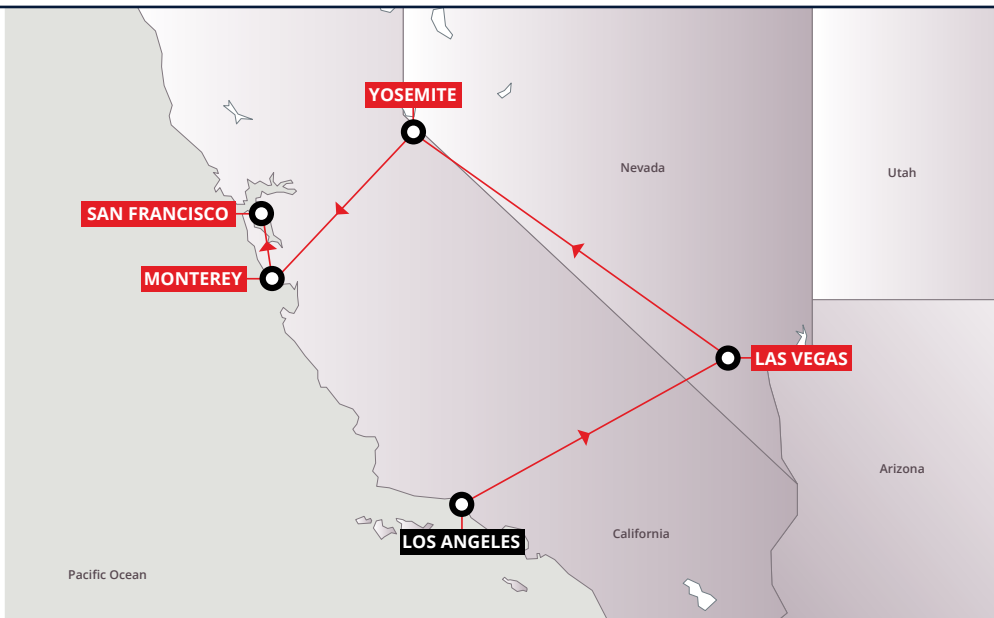 YOSEMITE
Nevada
Utah
SAN FRANCISCO
MONTEREY
LAS VEGAS
Arizona
California
LOS ANGELES
Pacific Ocean